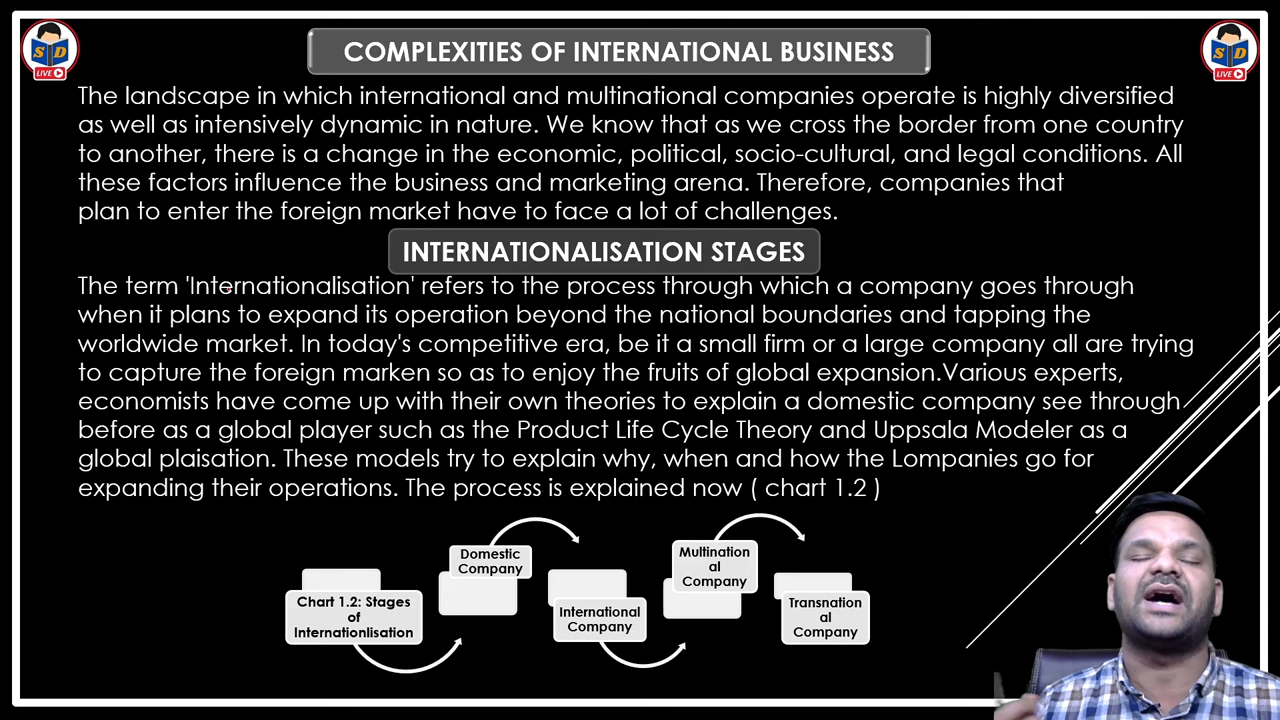 S D
LIVE
S D
LIVE
COMPLEXITIES OF INTERNATIONAL BUSINESS
The landscape in which international and multinational companies operate is highly diversified
as well as intensively dynamic in nature. We know that as we cross the border from one country
to another, there is a change in the economic, political, socio-cultural, and legal conditions. All
these factors influence the business and marketing arena. Therefore, companies that
plan to enter the foreign market have to face a lot of challenges.
INTERNATIONALISATION STAGES
The term 'Internationalisation' refers to the process through which a company goes through
when it plans to expand its operation beyond the national boundaries and tapping the
worldwide market. In today's competitive era, be it a small firm or a large company all are trying
to capture the foreign marken so as to enjoy the fruits of global expansion.Various experts,
economists have come up with their own theories to explain a domestic company see through
before as a global player such as the Product Life Cycle Theory and Uppsala Modeler as a
global plaisation. These models try to explain why, when and how the Lompanies go for
expanding their operations. The process is explained now ( chart 1.2 )
Chart 1.2: Stages
of
Internationlisation
Domestic
Company
International
Company
Multination
al
Company
Transnation
al
Company